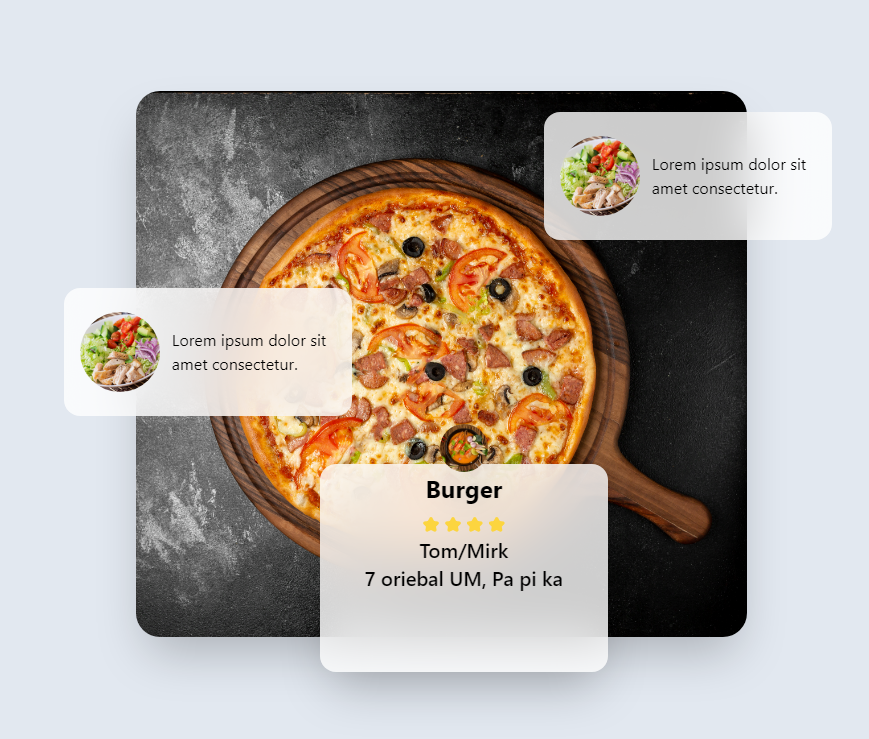 Lorem ipsum dolor sit
amet consectetur.
Lorem ipsum dolor sit
amet consectetur.
Burger
Tom/Mirk
7 oriebal UM, Pa pi ka